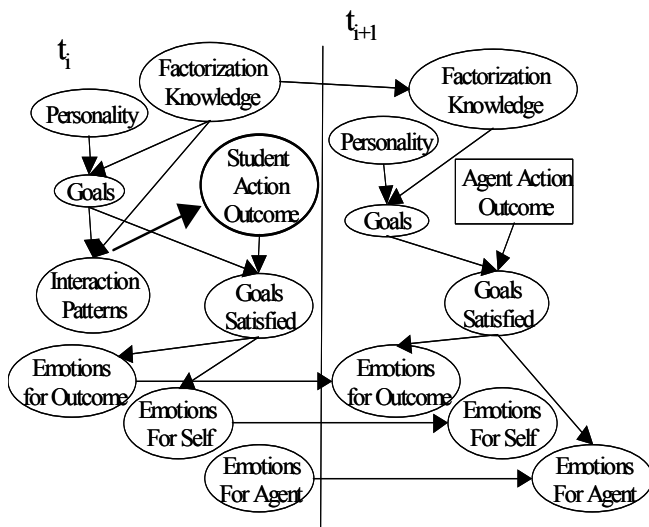 t i
Factorization
Knowledge
Personality
Goals
Student
Action
Outcome
Interaction
Patterns
Goals
Satisfied
Emotions
for Outcome
Emotions
For Self
Emotions
For Agent
t i+1
Factorization
Knowledge
Personality
Agent Action
Outcome
Goals
Goals
Satisfied
Emotions
for Outcome
Emotions
For Self
Emotions
For Agent